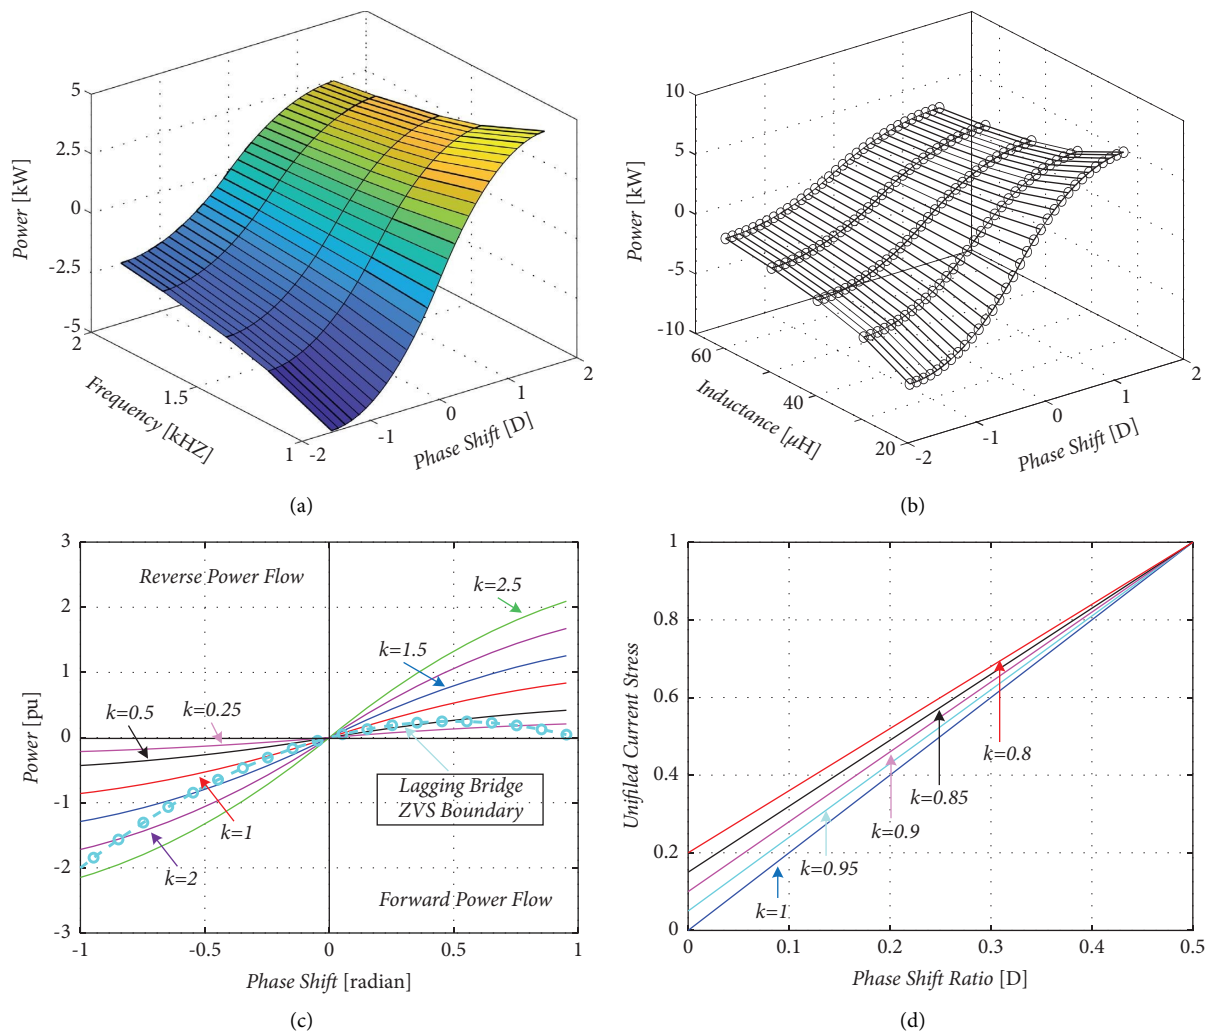 5
2.5
0
-2.5
-5
Power [kW]
2
1.5
1
Frequency [kHZ]
-2
-1
0
1
2
Phase Shift [D]
(a)
10
5
0
-5
-10
Power [kW]
60
40
20
Inductance [μH]
-2
-1
0
1
2
Phase Shift [D]
(b)
3
2
1
0
-1
-2
-3
Power [pu]
Reverse Power Flow
k=2.5
k=1.5
k=0.5
k=0.25
Lagging Bridge
ZVS Boundary
k=1
k=2
Forward Power Flow
-1
-0.5
0
0.5
1
Phase Shift [radian]
(c)
1
0.8
0.6
0.4
0.2
0
Unifiled Current Stress
k=0.8
k=0.85
k=0.9
k=0.95
k=1
0
0.1
0.2
0.3
0.4
0.5
Phase Shift Ratio [D]
(d)